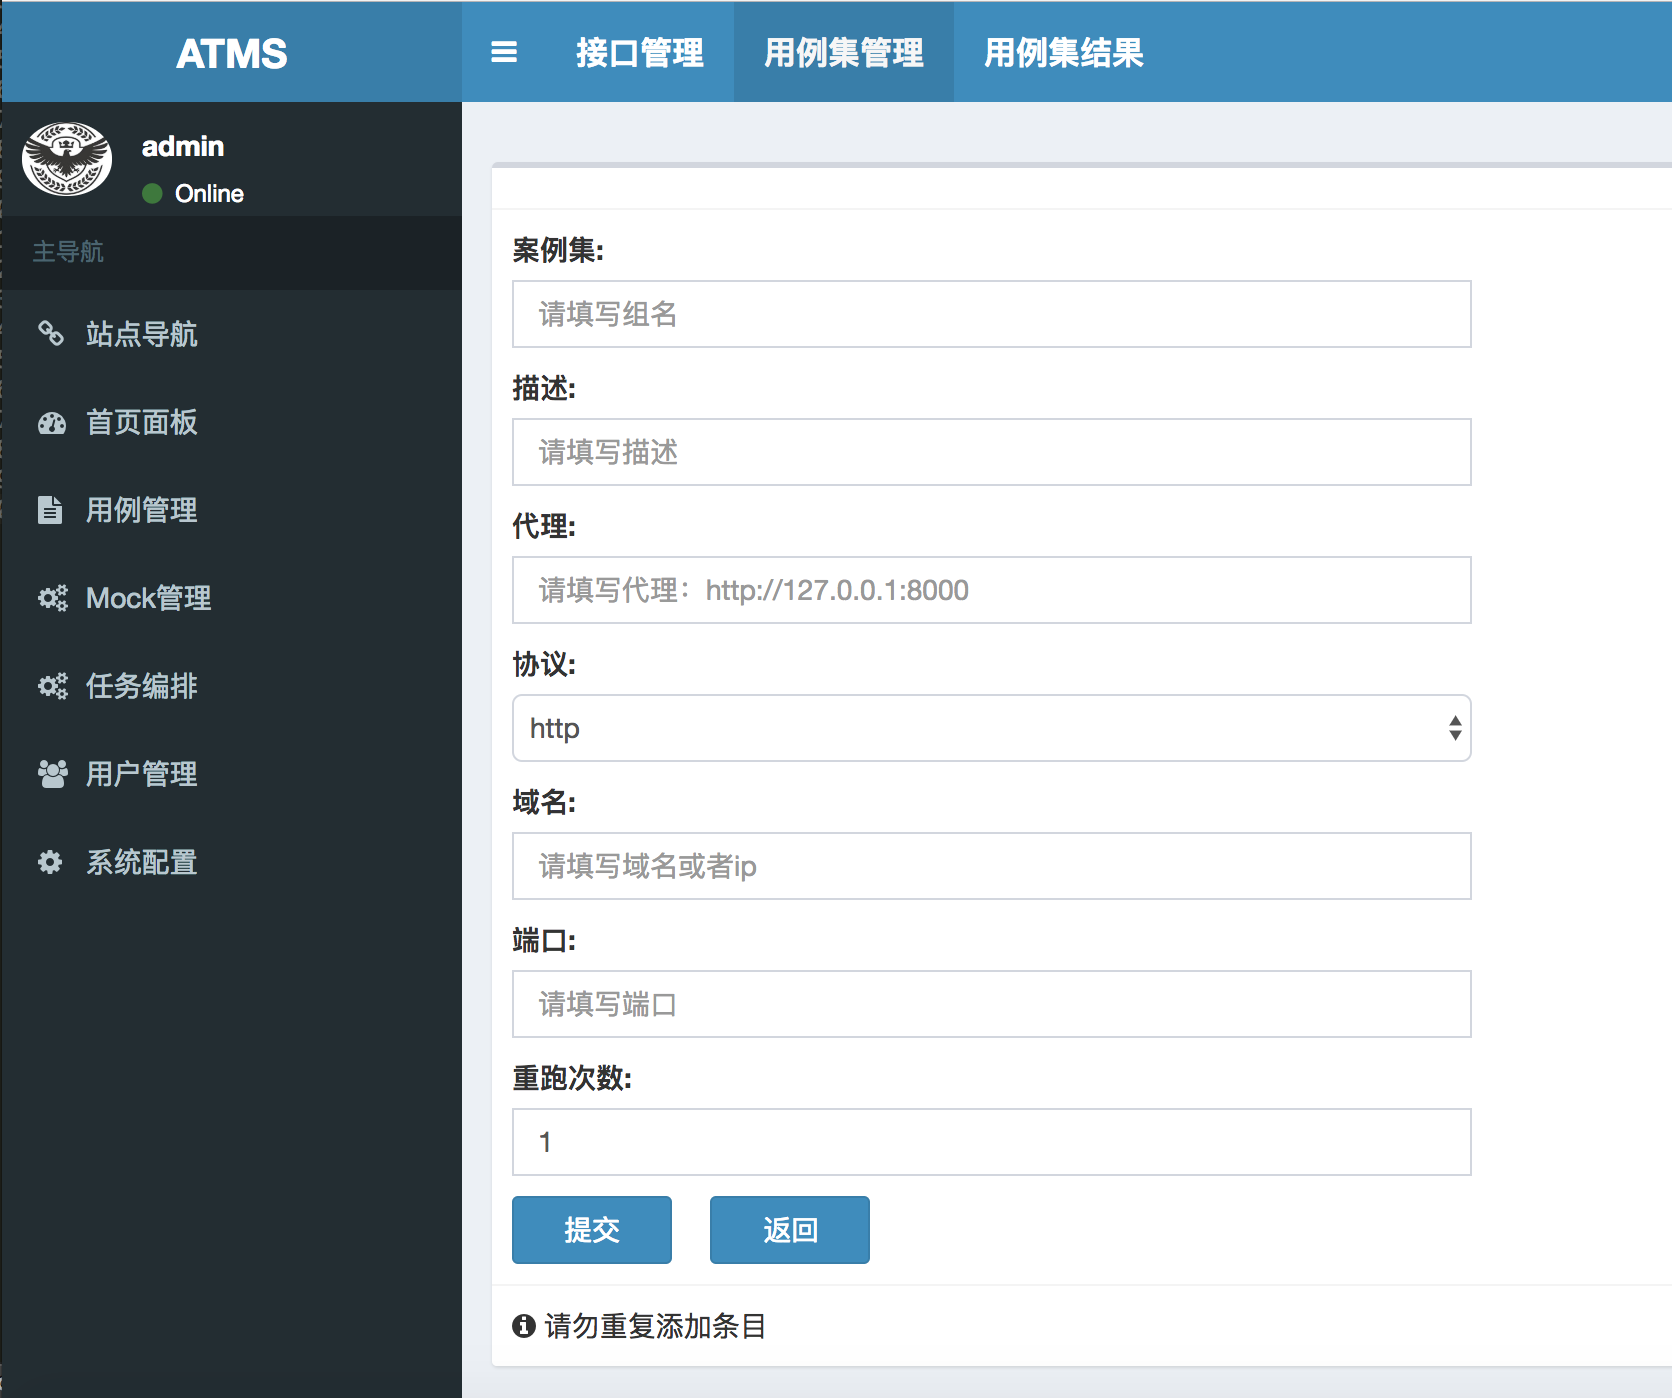 ATMS
接口管理
用例集管理
用例集结果
admin
Online
主导航
站点导航
首页面板
用例管理
Mock管理
任务编排
用户管理
系统配置
案例集:
请填写组名
描述:
请填写描述
代理:
请填写代理：http://127.0.0.1:8000
协议:
http
域名:
请填写域名或者ip
端口:
请填写端口
重跑次数:
1
提交
返回
请勿重复添加条目